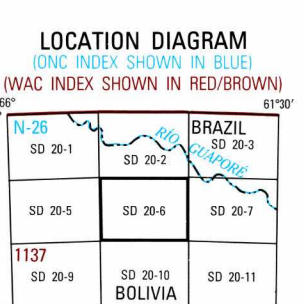 LOCATION DIAGRAM
(ONC INDEX SHOWN IN BLUE)
(WAC INDEX SHOWN IN RED/BROWN)
66° 61°30'
N-26 BRAZIL
SD 20-1 SD 20-2 SD 20-3
RÍO GUAPORÉ
SD 20-5 SD 20-6 SD 20-7
1137
SD 20-9 SD 20-10 SD 20-11
BOLIVIA